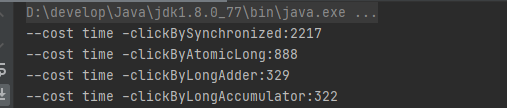 D:\develop\Java\jdk1.8.0_77\bin\java.exe ...
--cost time -clickBySynchronized:2217
--cost time -clickByAtomicLong:888
--cost time -clickByLongAdder:329
--cost time -clickByLongAccumulator:322